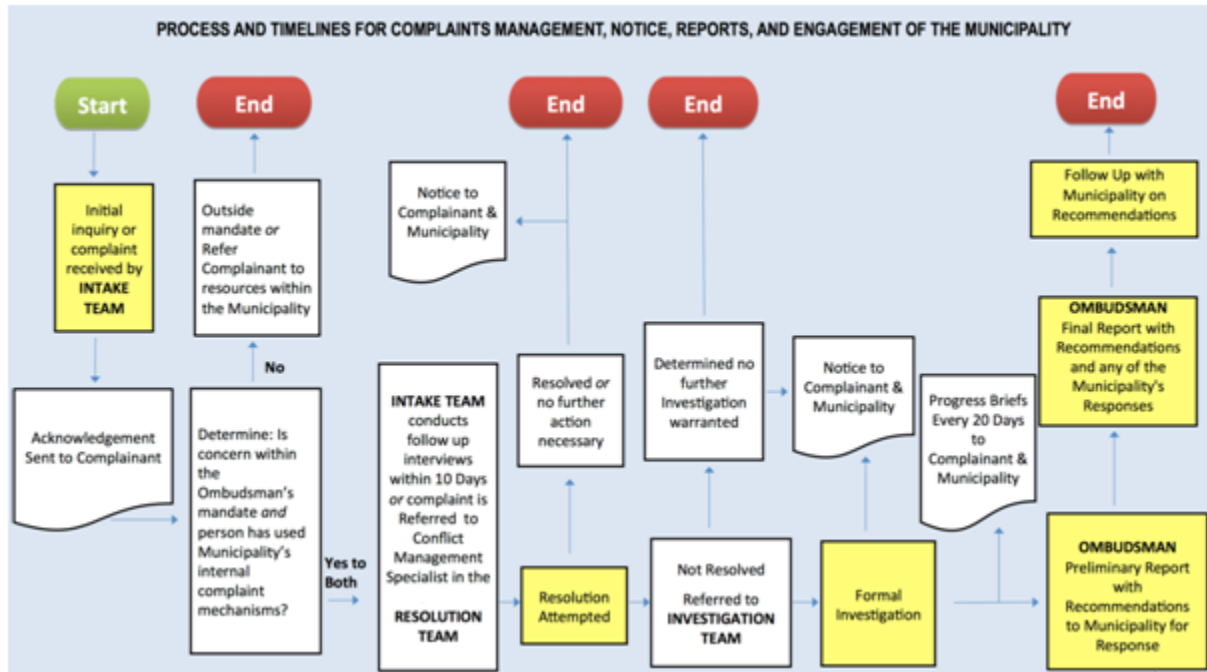 PROCESS AND TIMELINES FOR COMPLAINTS MANAGEMENT, NOTICE, REPORTS, AND ENGAGEMENT OF THE MUNICIPALITY
Start
Initial
inquiry or
complaint
received by
INTAKE
TEAM
Acknowledgement
Sent to Complainant
End
Outside
mandate or
Refer
Complainant to
resources within
the Municipality
No
Determine: Is
concern within
the
Ombudsman's
mandate and
person has used
Municipality's
internal
complaint
mechanisms?
Yes to
Both
Notice to
Complainant &
Municipality
INTAKE TEAM
conducts
follow up
interviews
within 10 Days
or complaint is
Referred to
Conflict
Management
Specialist in the
RESOLUTION
TEAM
End
Resolved or
no further
action
necessary
Resolution
Attempted
End
Determined no
further
Investigation
warranted
Not Resolved
Referred to
INVESTIGATION
TEAM
Notice to
Complainant &
Municipality
Formal
Investigation
Progress Briefs
Every 20 Days
to
Complainant &
Municipality
End
Follow Up with
Municipality on
Recommendations
OMBUDSMAN
Final Report with
Recommendations
and any of the
Municipality's
Responses
OMBUDSMAN
Preliminary Report
with
Recommendations
to Municipality for
Response